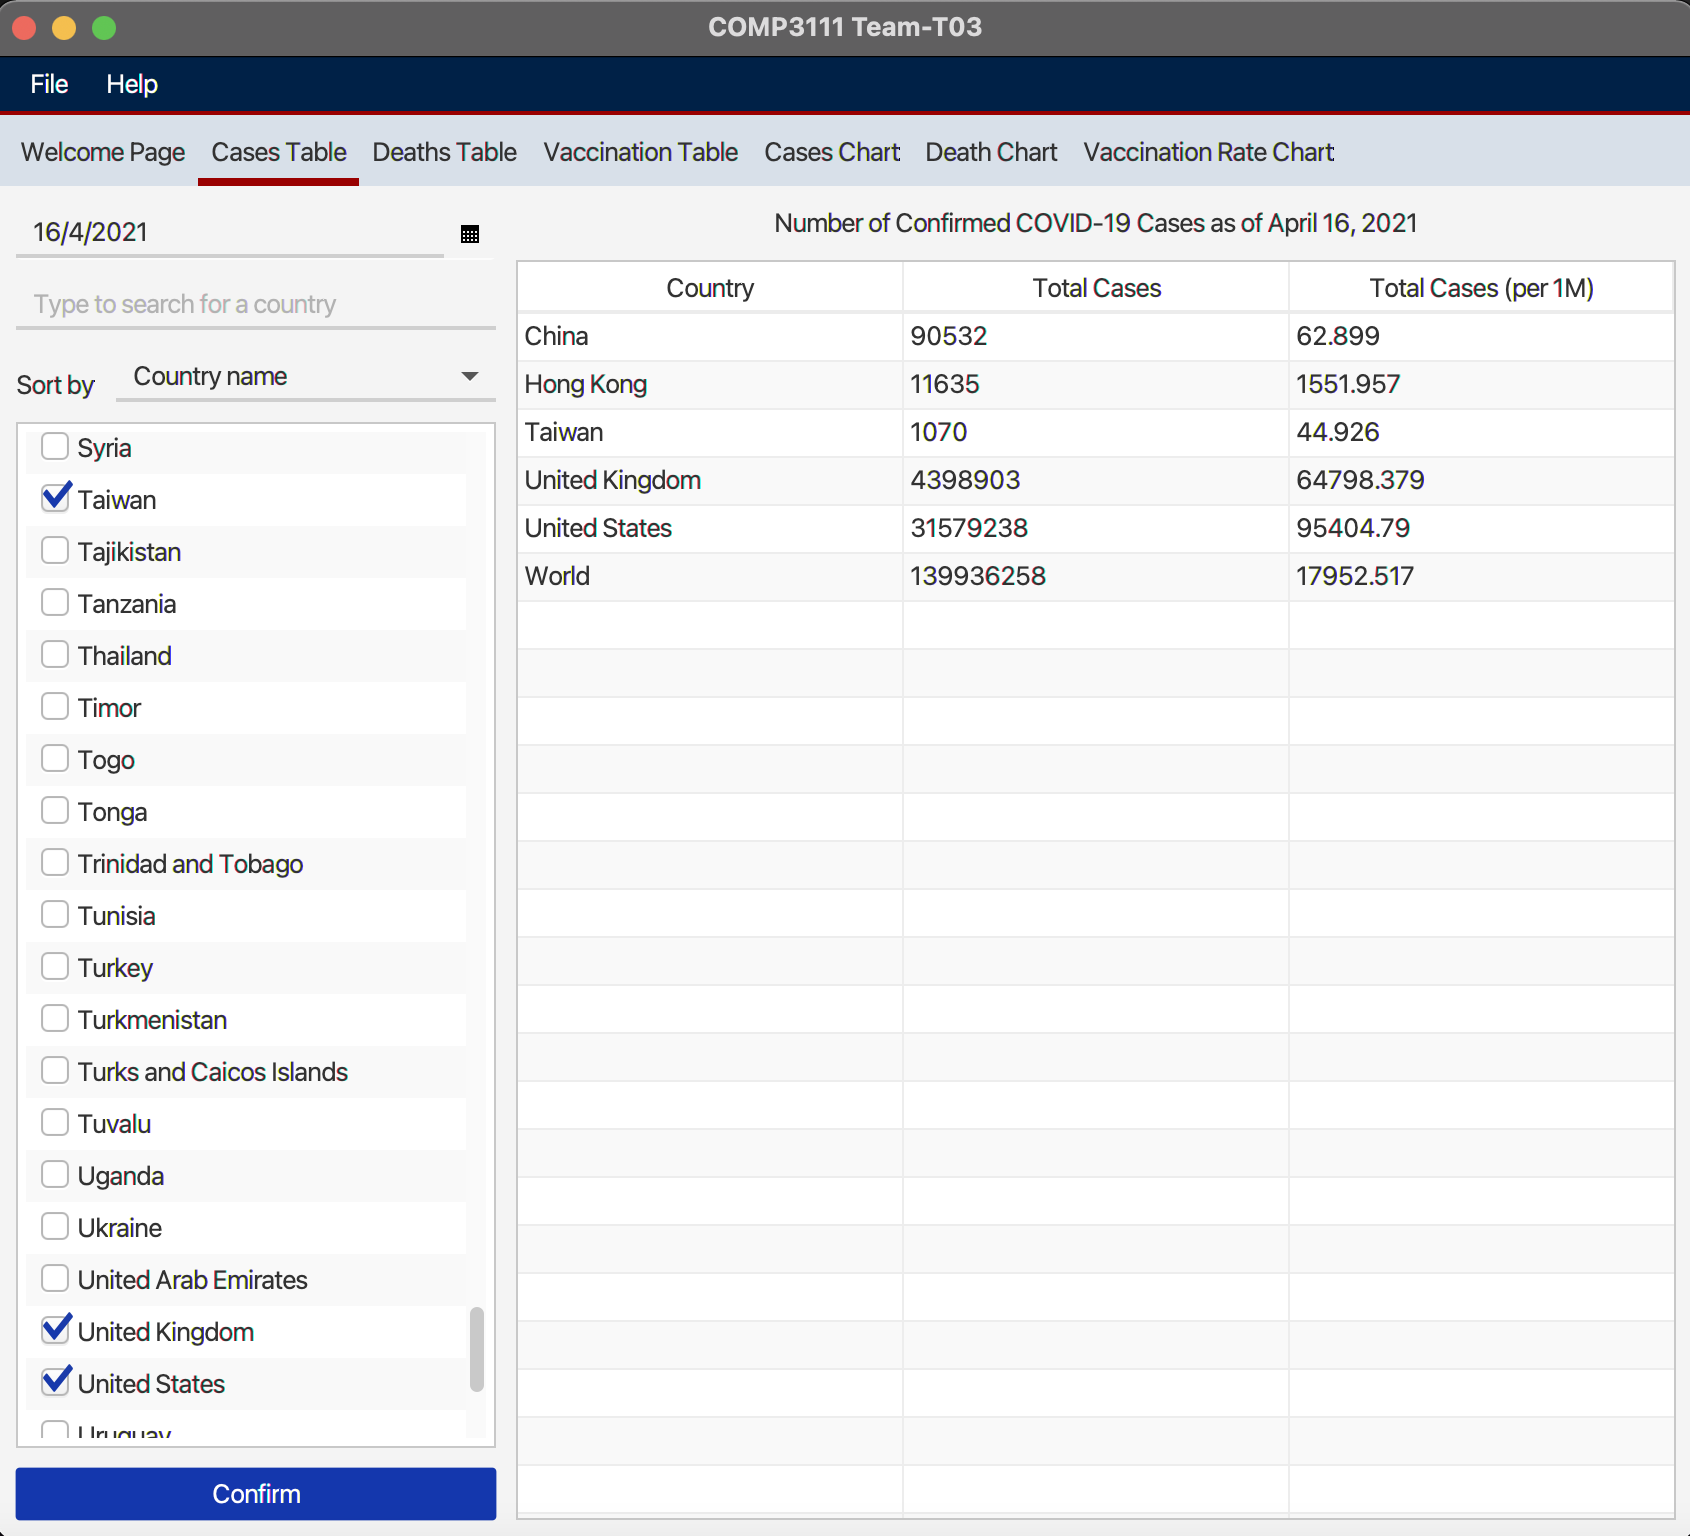 COMP3111 Team-T03
File Help
Welcome Page Cases Table Deaths Table Vaccination Table Cases Chart Death Chart Vaccination Rate Chart
16/4/2021
Type to search for a country
Sort by Country name
Syria
Taiwan
Tajikistan
Tanzania
Thailand
Timor
Togo
Tonga
Trinidad and Tobago
Tunisia
Turkey
Turkmenistan
Turks and Caicos Islands
Tuvalu
Uganda
Ukraine
United Arab Emirates
United Kingdom
United States
Uruguay
Confirm
Number of Confirmed COVID-19 Cases as of April 16, 2021
Country Total Cases Total Cases (per 1M)
China 90532 62.899
Hong Kong 11635 1551.957
Taiwan 1070 44.926
United Kingdom 4398903 64798.379
United States 31579238 95404.79
World 139936258 17952.517